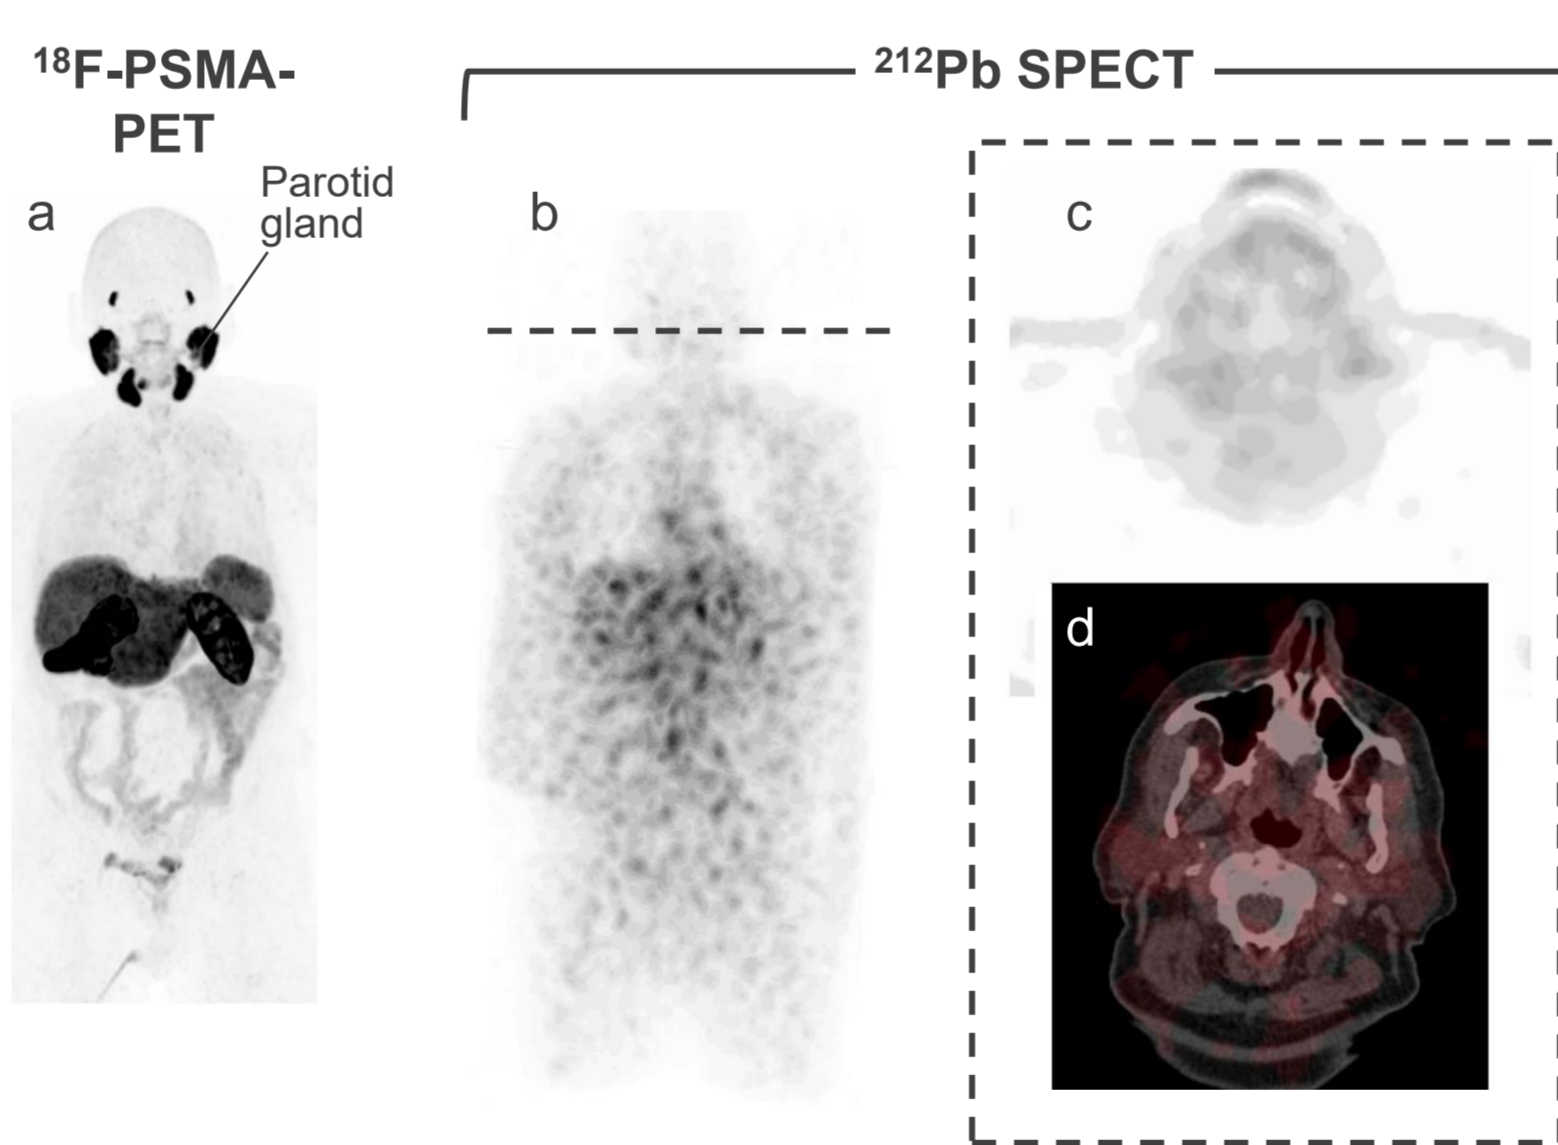 ¹⁸F-PSMA-
PET
²¹²Pb SPECT
Parotid
gland
a
b
c
d